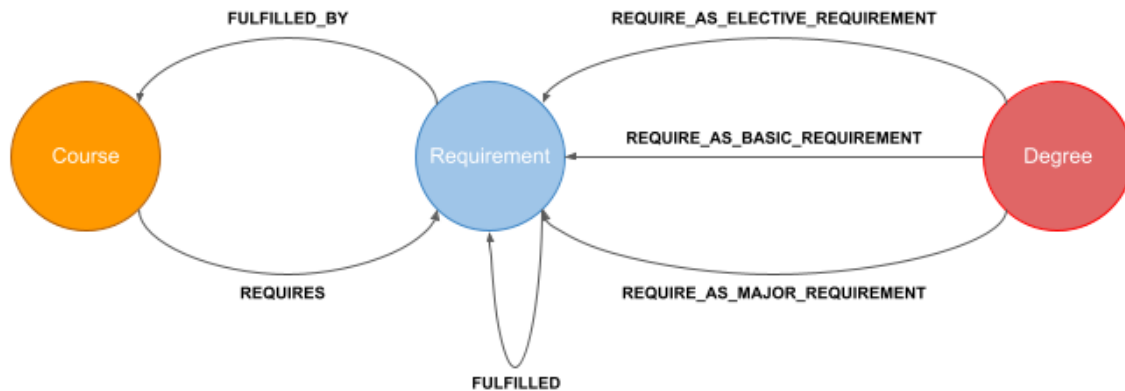 FULFILLED_BY
REQUIRE_AS_ELECTIVE_REQUIREMENT
REQUIRE_AS_BASIC_REQUIREMENT
Course
Requirement
Degree
REQUIRES
REQUIRE_AS_MAJOR_REQUIREMENT
FULFILLED